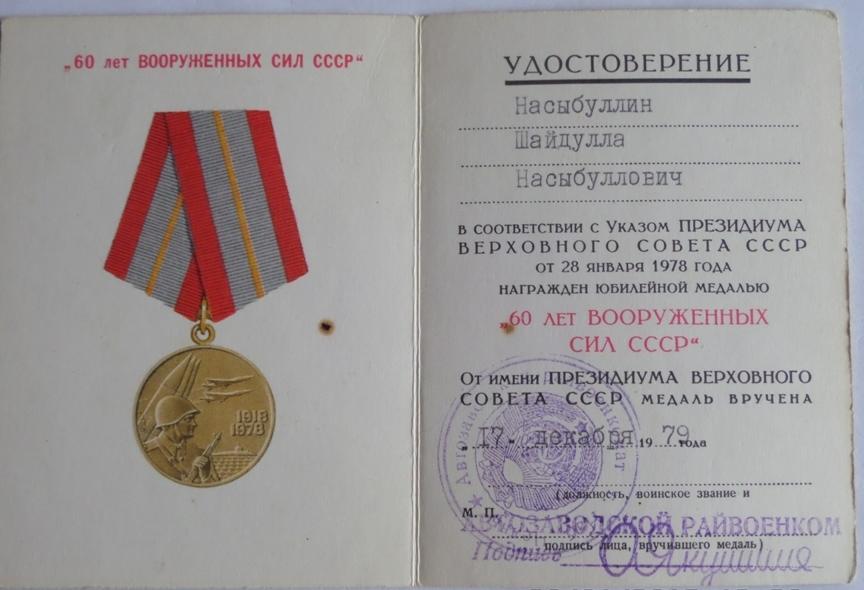 „60 лет ВООРУЖЕННЫХ СИЛ СССР“
1918
1978
УДОСТОВЕРЕНИЕ
Насыбуллин
Шайдулла
Насыбуллович
В СООТВЕТСТВИИ С УКАЗОМ ПРЕЗИДИУМА
ВЕРХОВНОГО СОВЕТА СССР
ОТ 28 ЯНВАРЯ 1978 ГОДА
НАГРАЖДЕН ЮБИЛЕЙНОЙ МЕДАЛЬЮ
„60 ЛЕТ ВООРУЖЕННЫХ
СИЛ СССР“
ОТ ИМЕНИ ПРЕЗИДИУМА ВЕРХОВНОГО
СОВЕТА СССР МЕДАЛЬ ВРУЧЕНА
„17“ декабря 1979 года
(должность, воинское звание и
М. П.
АВТОЗАВОДСКОЙ РАЙВОЕНКОМ
подпись лица, вручившего медаль)
Подпись